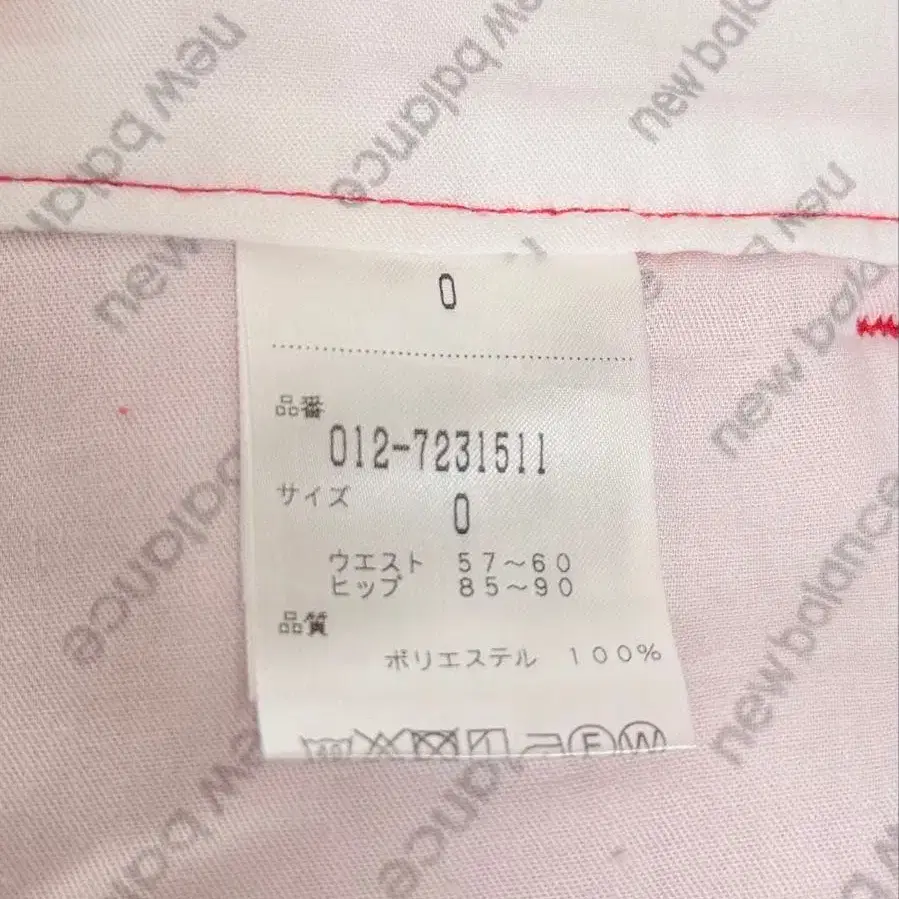 new balance
new balance
new bala
new
new balance
0
品番
012-7231511
サイズ
0
ウエスト 57～60
ヒップ 85～90
品質
ポリエステル 100%
F W
new balance
new balance